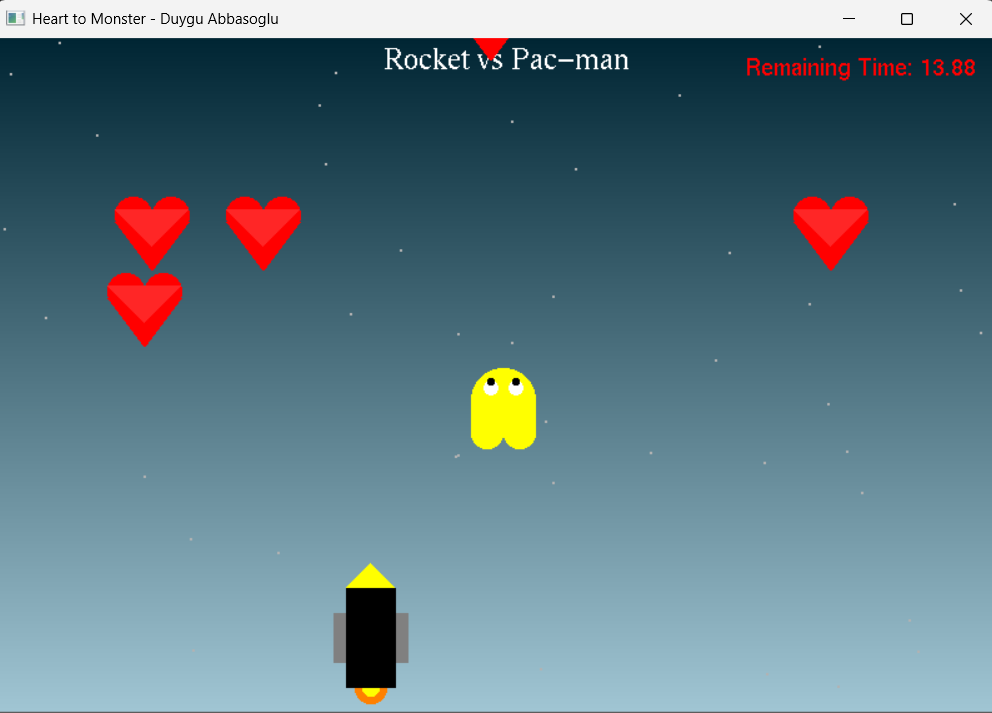 Heart to Monster - Duygu Abbasoglu
Rocket vs Pac-man
Remaining Time: 13.88